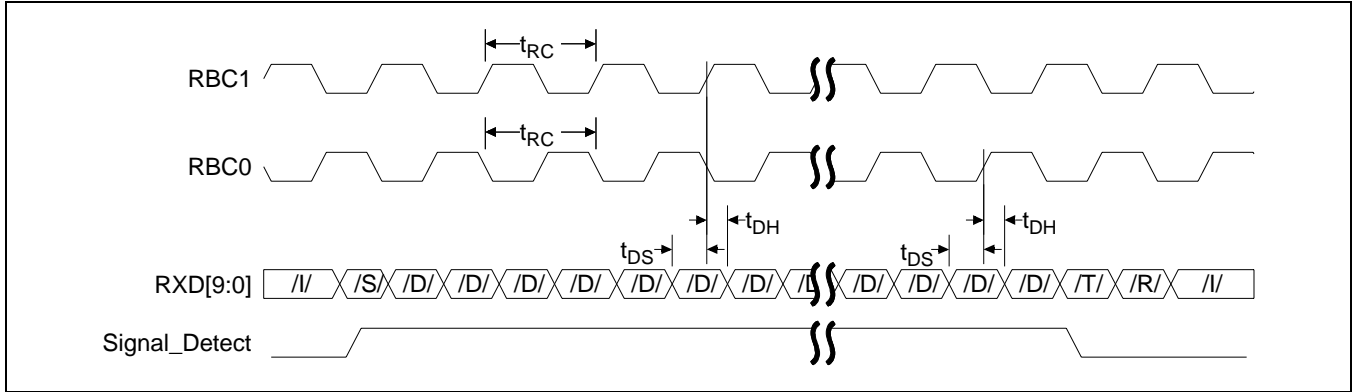 tRC
RBC1
tRC
RBC0
tDH tDH
tDS tDS
RXD[9:0] /I/ /S/ /D/ /D/ /D/ /D/ /D/ /D/ /D/ /D/ /D/ /D/ /D/ /D/ /T/ /R/ /I/
Signal_Detect